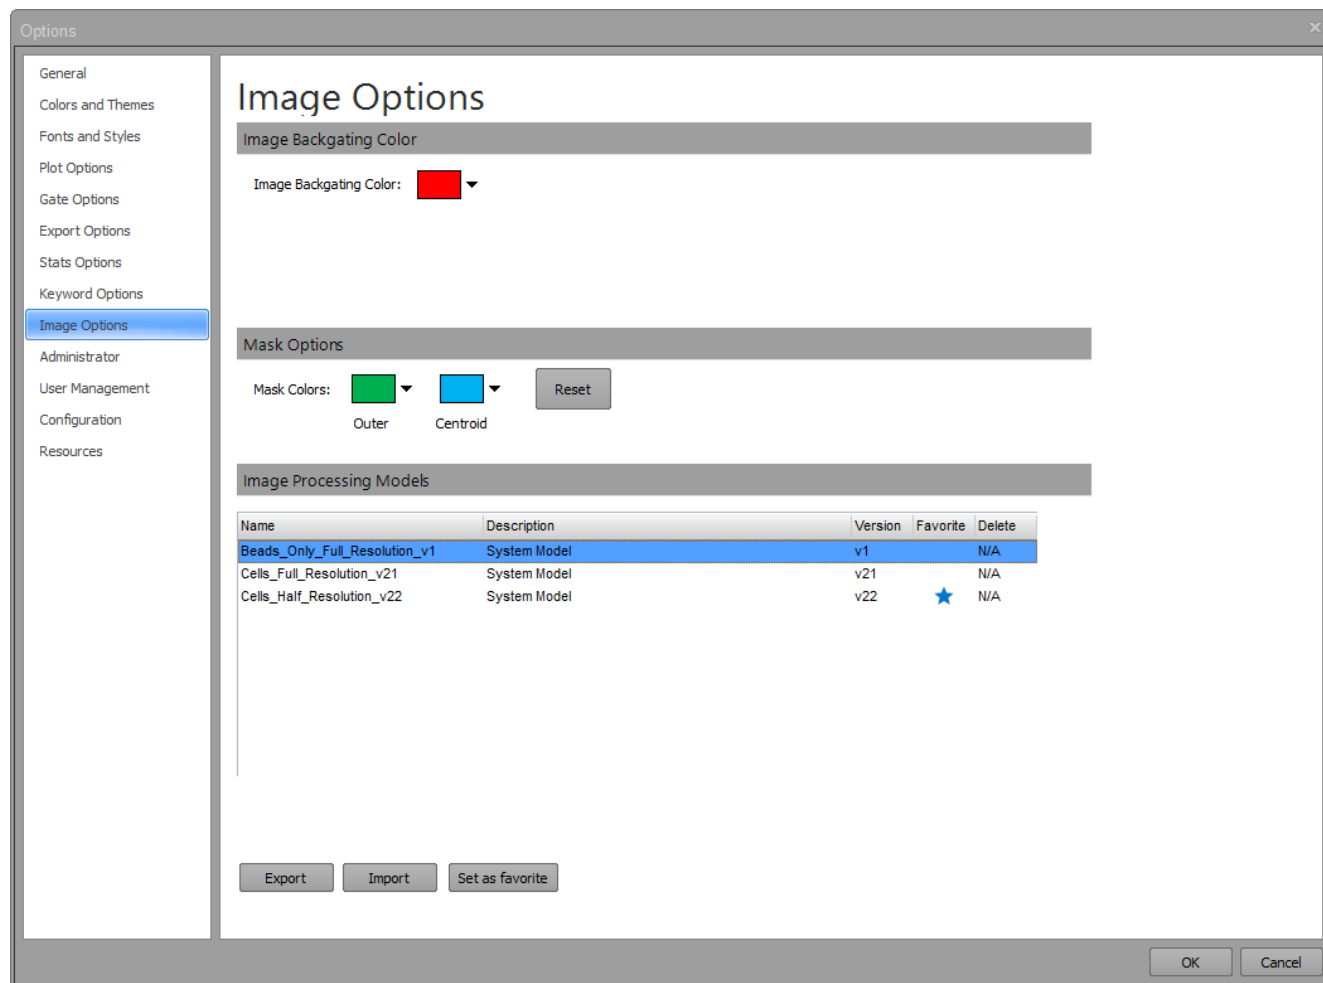 Options
General
Colors and Themes
Fonts and Styles
Plot Options
Gate Options
Export Options
Stats Options
Keyword Options
Image Options
Administrator
User Management
Configuration
Resources
Image Options
Image Backgating Color
Image Backgating Color:
Mask Options
Mask Colors:
Reset
Outer Centroid
Image Processing Models
Name Description Version Favorite Delete
Beads_Only_Full_Resolution_v1 System Model v1 N/A
Cells_Full_Resolution_v21 System Model v21 N/A
Cells_Half_Resolution_v22 System Model v22 N/A
Export Import Set as favorite
OK Cancel